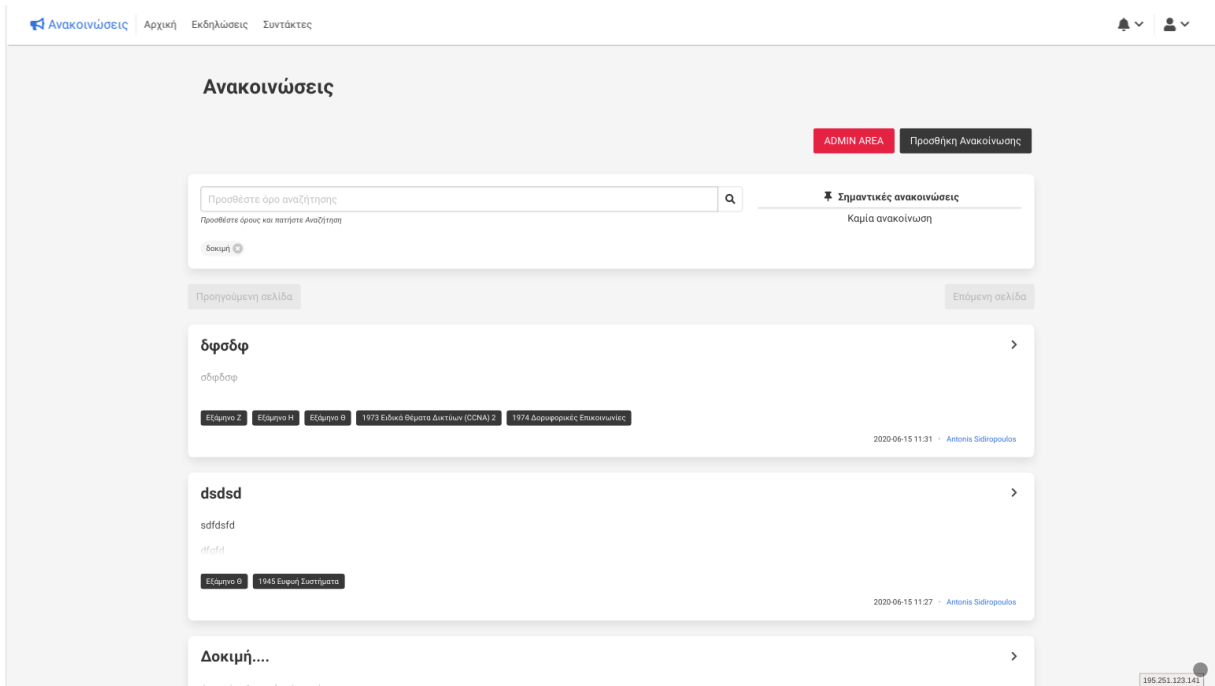 Ανακοινώσεις Αρχική Εκδηλώσεις Συντάκτες
Ανακοινώσεις
ADMIN AREA Προσθήκη Ανακοίνωσης
Προσθέστε όρο αναζήτησης
Προσθέστε όρους και πατήστε Αναζήτηση
δοκιμή
Σημαντικές ανακοινώσεις
Καμία ανακοίνωση
Προηγούμενη σελίδα Επόμενη σελίδα
δφσδφ
σδφδσφ
Εξάμηνο Ζ Εξάμηνο Η Εξάμηνο Θ 1973 Ειδικά Θέματα Δικτύων (CCNA) 2 1974 Δορυφορικές Επικοινωνίες
2020-06-15 11:31 · Antonis Sidiropoulos
dsdsd
sdfdsfd
Εξάμηνο Θ 1945 Ευφυή Συστήματα
2020-06-15 11:27 · Antonis Sidiropoulos
Δοκιμή....
195.251.123.141